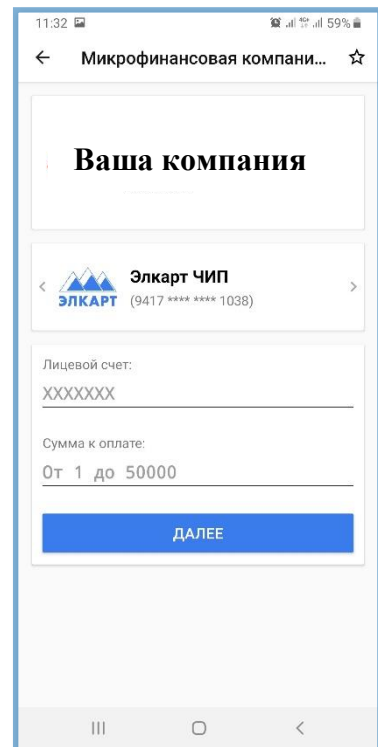 11:32 59%
Микрофинансовая компани...
Ваша компания
Элкарт ЧИП
ЭЛКАРТ (9417 **** **** 1038)
Лицевой счет:
XXXXXXX
Сумма к оплате:
От 1 до 50000
ДАЛЕЕ